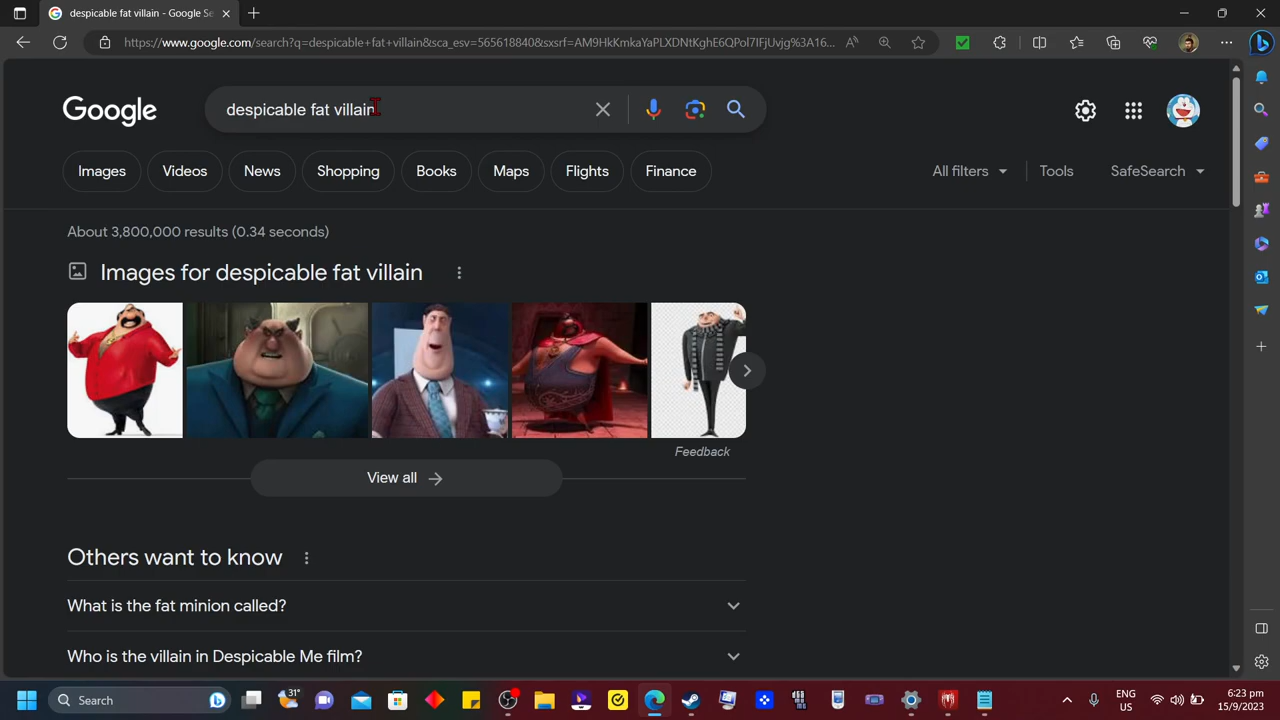 despicable fat villain - Google Se
https://www.google.com/search?q=despicable+fat+villain&sca_esv=565618840&sxsrf=AM9HkKmkaYaPLXDNtKghE6QPol7IFjUvjg%3A16...
Google
despicable fat villain
Images
Videos
News
Shopping
Books
Maps
Flights
Finance
All filters
Tools
SafeSearch
About 3,800,000 results (0.34 seconds)
Images for despicable fat villain
Feedback
View all
Others want to know
What is the fat minion called?
Who is the villain in Despicable Me film?
Search
31°
ENG
US
6:23 pm
15/9/2023